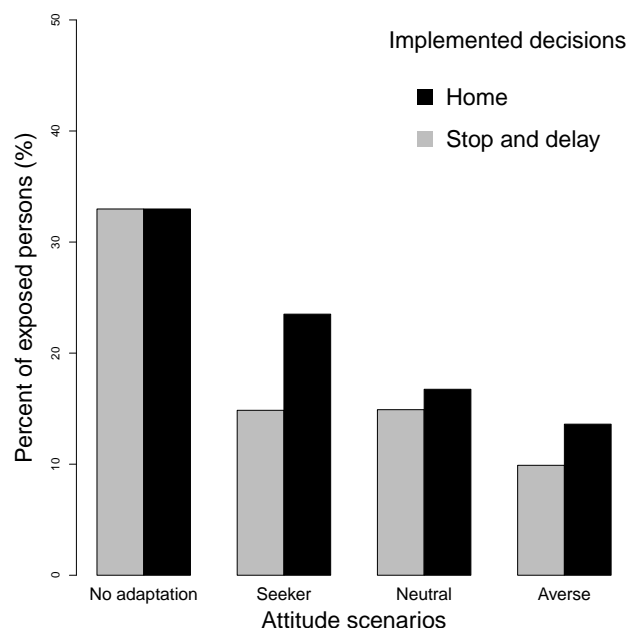 Implemented decisions
Home
Stop and delay
Percent of exposed persons (%)
50
40
30
20
10
0
No adaptation Seeker Neutral Averse
Attitude scenarios